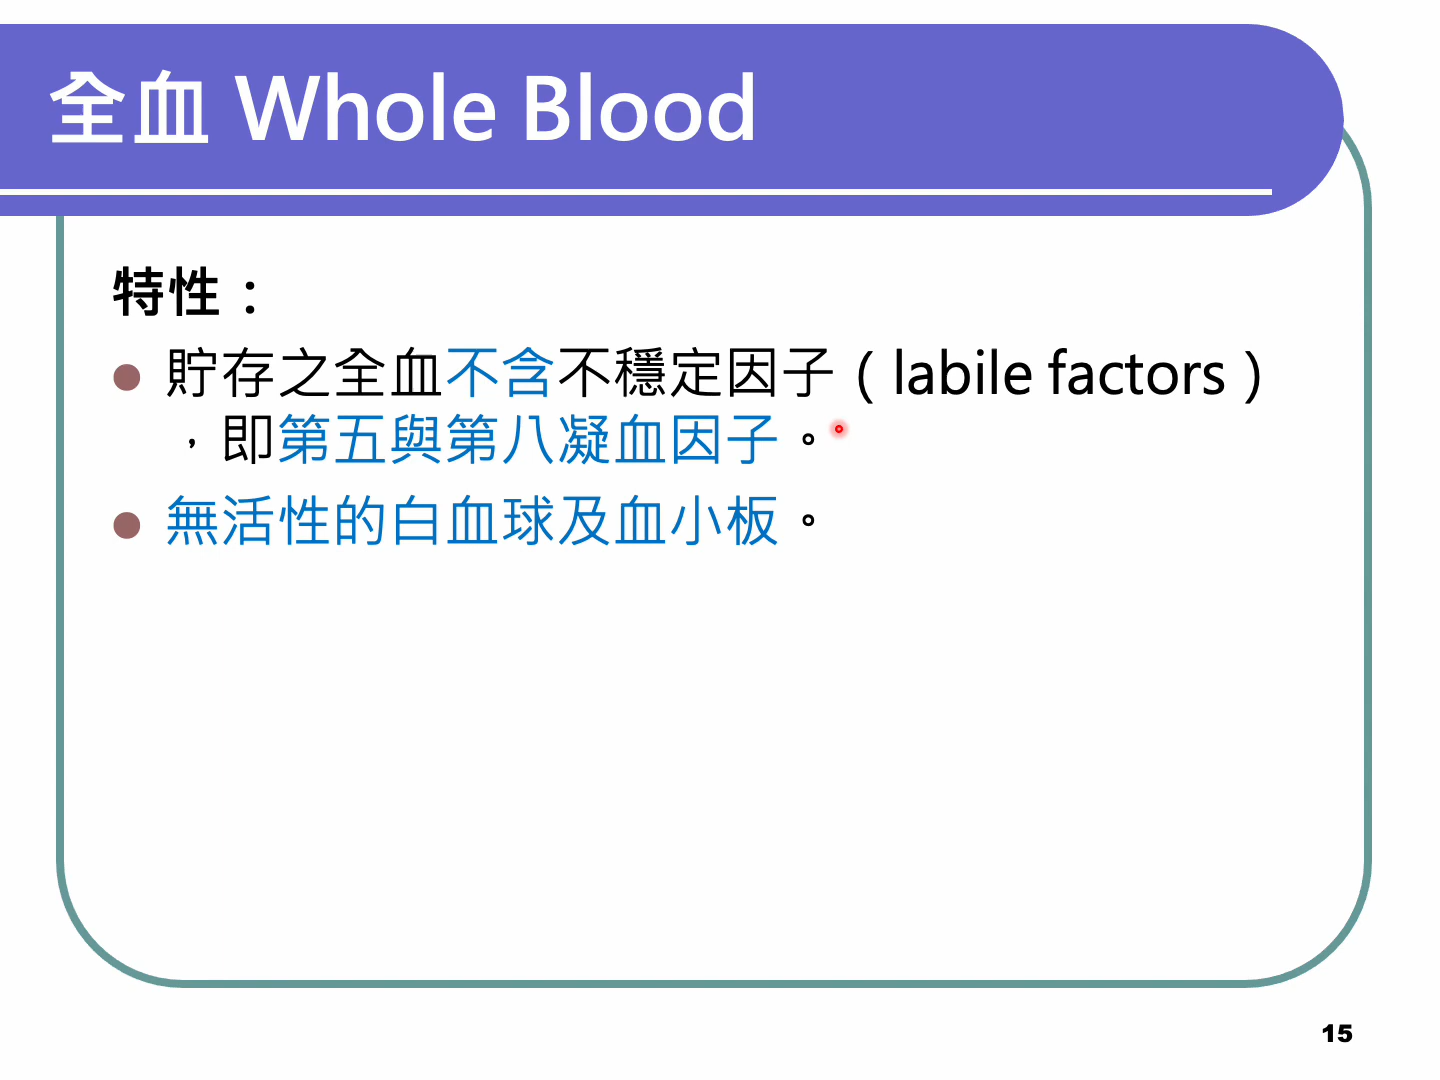 全血 Whole Blood
特性：
貯存之全血不含不穩定因子（labile factors）
，即第五與第八凝血因子。
無活性的白血球及血小板。
15